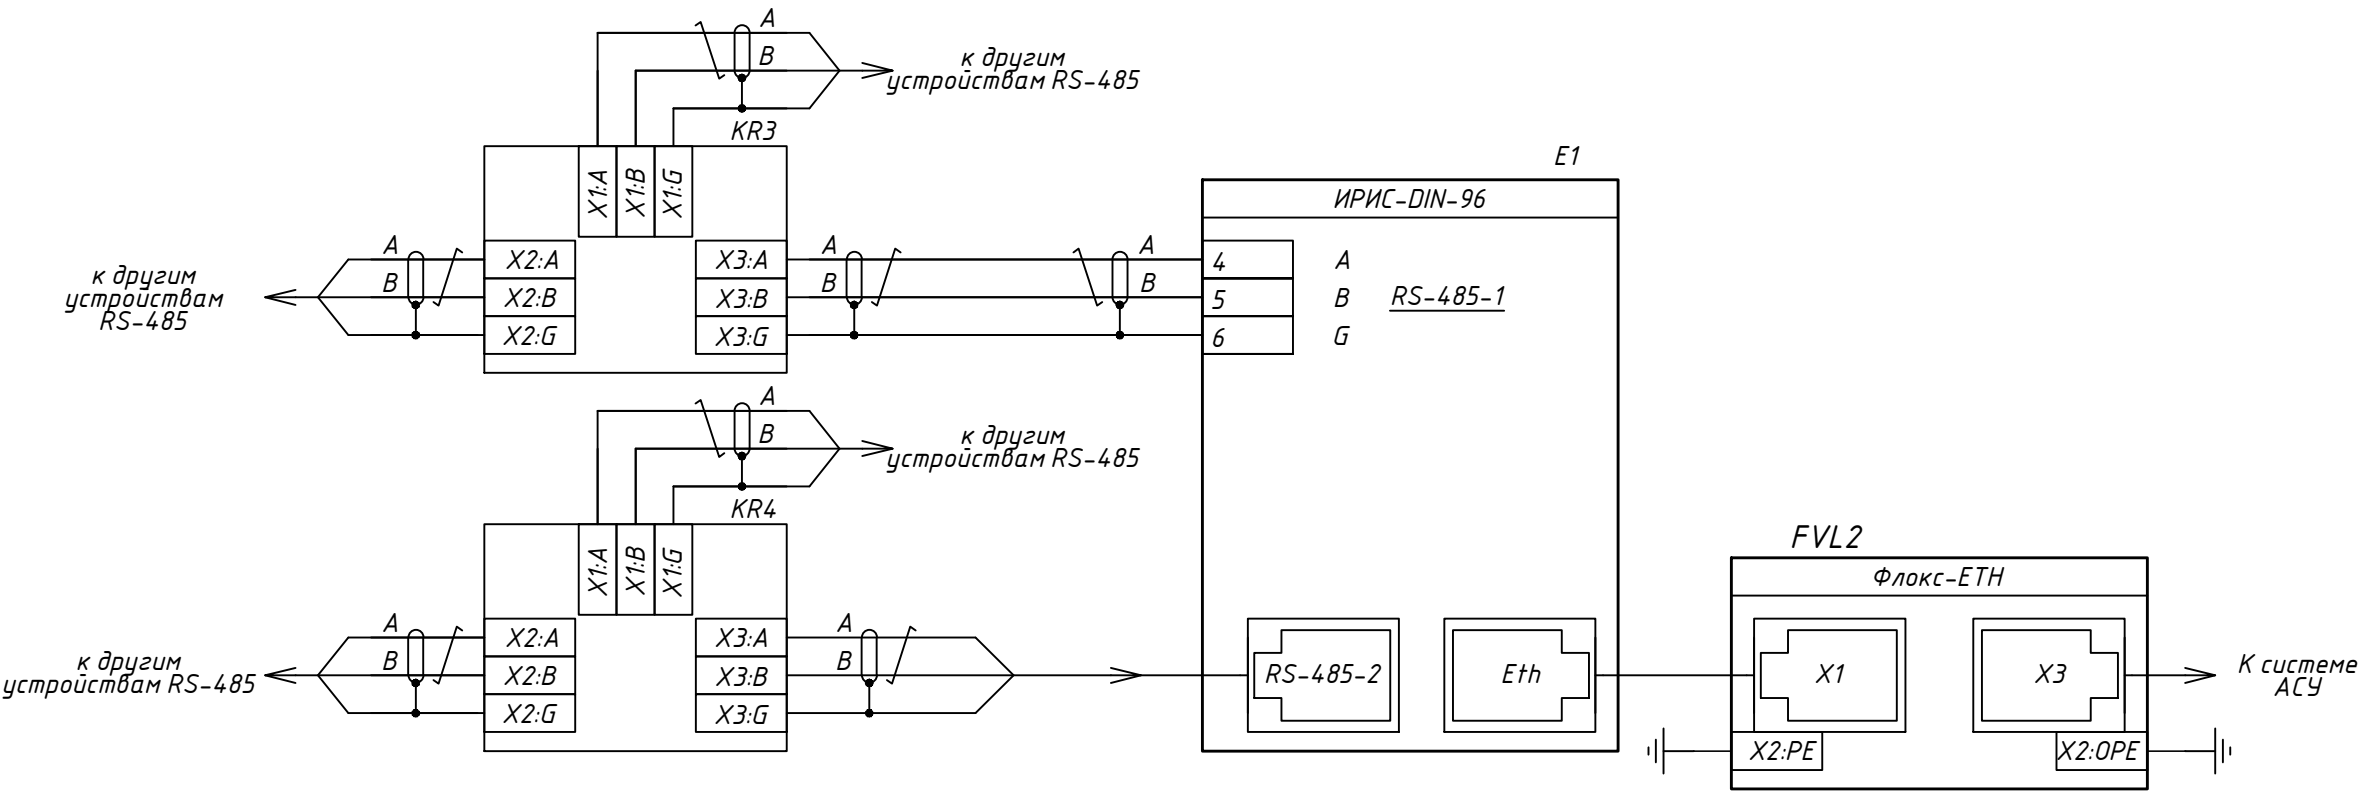 A
B
к другим
устройствам RS-485
KR3
X1:A
X1:B
X1:G
A
B
X2:A
X2:B
X2:G
к другим
устройствам
RS-485
X3:A
X3:B
X3:G
A
B
A
B
E1
ИРИС-DIN-96
4
A
5
B
RS-485-1
6
G
A
B
к другим
устройствам RS-485
KR4
X1:A
X1:B
X1:G
A
B
к другим
устройствам RS-485
X2:A
X2:B
X2:G
X3:A
X3:B
X3:G
A
B
RS-485-2
Eth
FVL2
Флокс-ETH
X1
X3
X2:PE
X2:OPE
К системе
АСУ